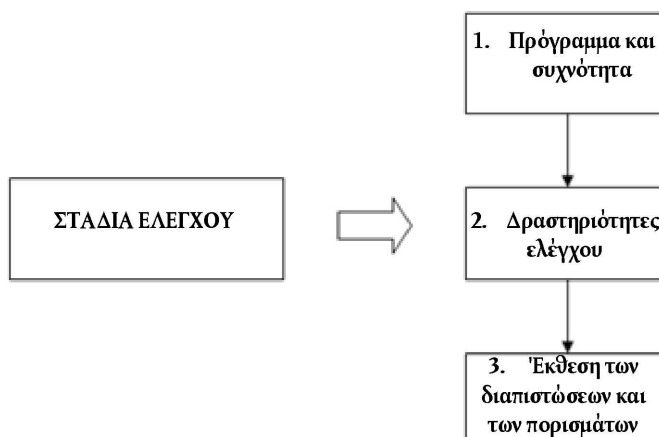 1. Πρόγραμμα και
συχνότητα
ΣΤΑΔΙΑ ΕΛΕΓΧΟΥ
2. Δραστηριότητες
ελέγχου
3. Έκθεση των
διαπιστώσεων και
των πορισμάτων